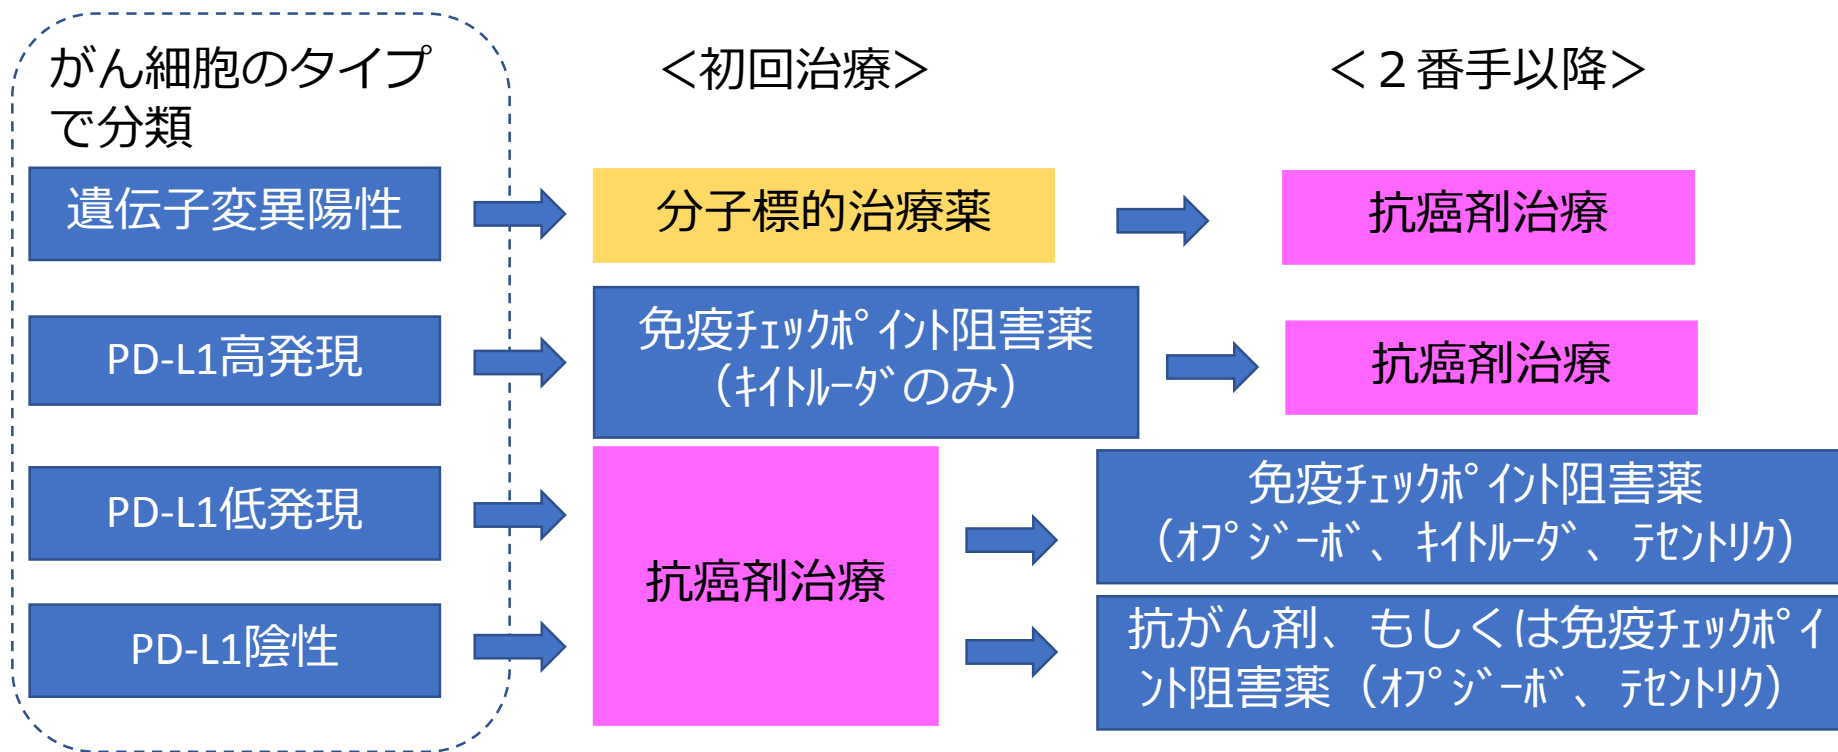 がん細胞のタイプ
で分類
＜初回治療＞
＜２番手以降＞
遺伝子変異陽性
分子標的治療薬
抗癌剤治療
PD-L1高発現
免疫ﾁｪｯｸﾎﾟｲﾝﾄ阻害薬
（ｷｲﾄﾙｰﾀﾞのみ）
抗癌剤治療
PD-L1低発現
抗癌剤治療
免疫ﾁｪｯｸﾎﾟｲﾝﾄ阻害薬
（ｵﾌﾟｼﾞｰﾎﾞ、ｷｲﾄﾙｰﾀﾞ、ﾃｾﾝﾄﾘｸ）
PD-L1陰性
抗がん剤、もしくは免疫ﾁｪｯｸﾎﾟｲ
ﾝﾄ阻害薬（ｵﾌﾟｼﾞｰﾎﾞ、ﾃｾﾝﾄﾘｸ）